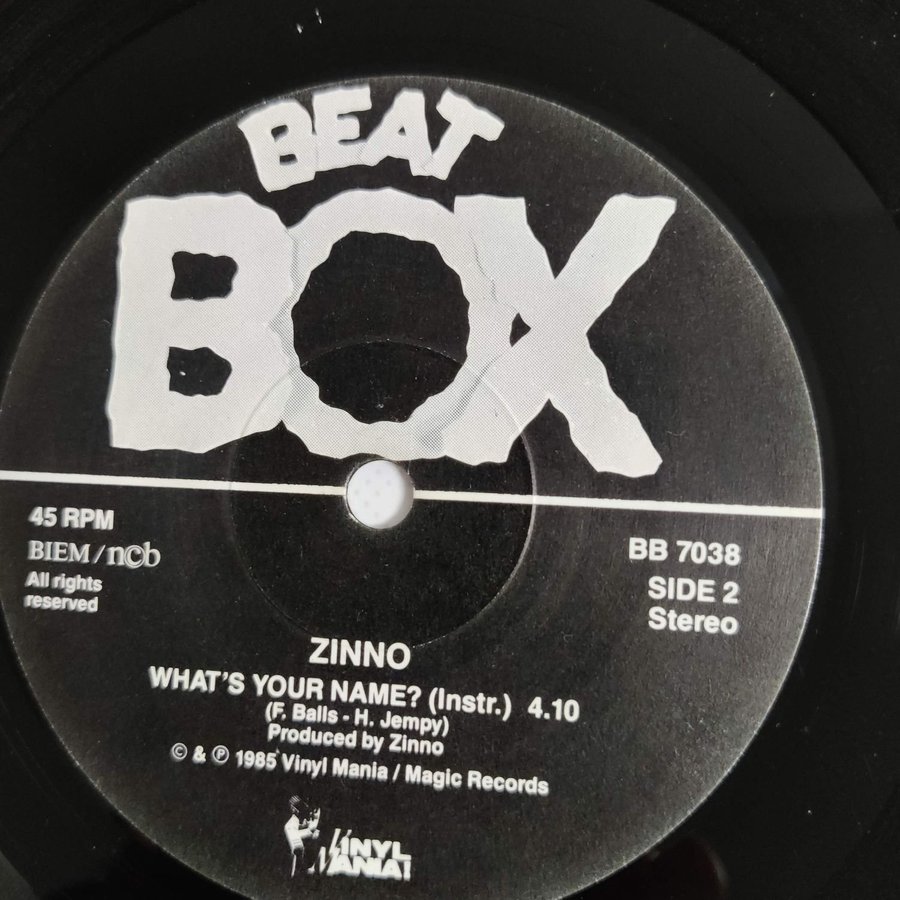 BEAT
BOX
45 RPM
BIEM/n©b
All rights
reserved
BB 7038
SIDE 2
Stereo
ZINNO
WHAT'S YOUR NAME? (Instr.) 4.10
(F. Balls - H. Jempy)
Produced by Zinno
© & ℗ 1985 Vinyl Mania / Magic Records
VINYL
MANIA!